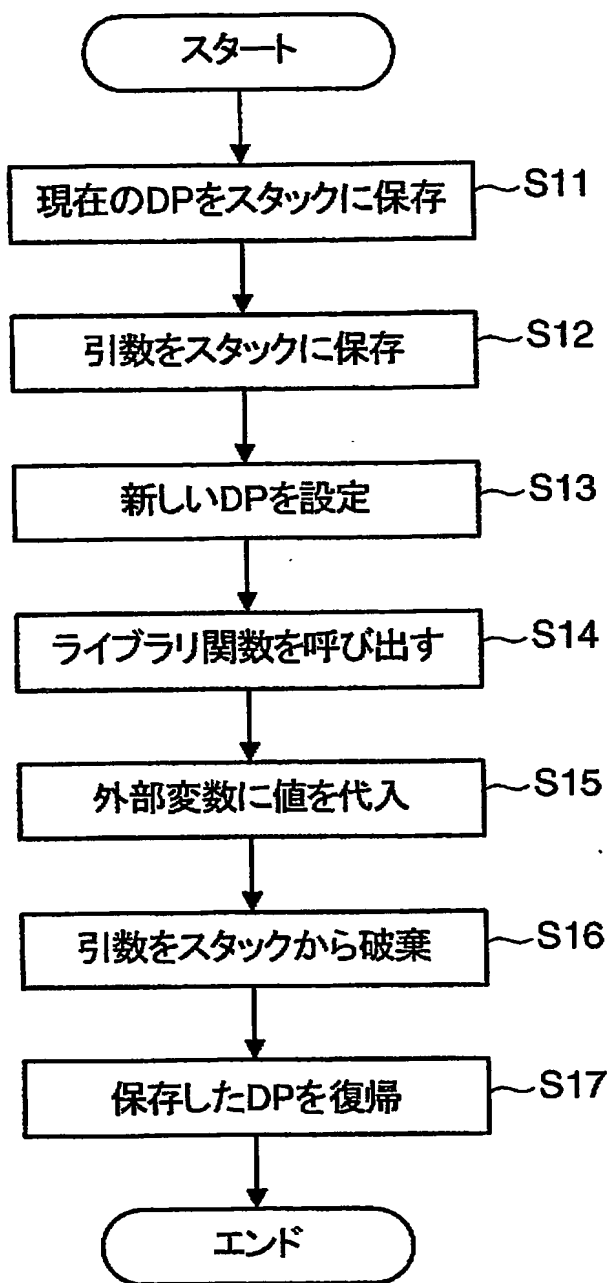 スタート
現在のDPをスタックに保存 S11
引数をスタックに保存 S12
新しいDPを設定 S13
ライブラリ関数を呼び出す S14
外部変数に値を代入 S15
引数をスタックから破棄 S16
保存したDPを復帰 S17
エンド